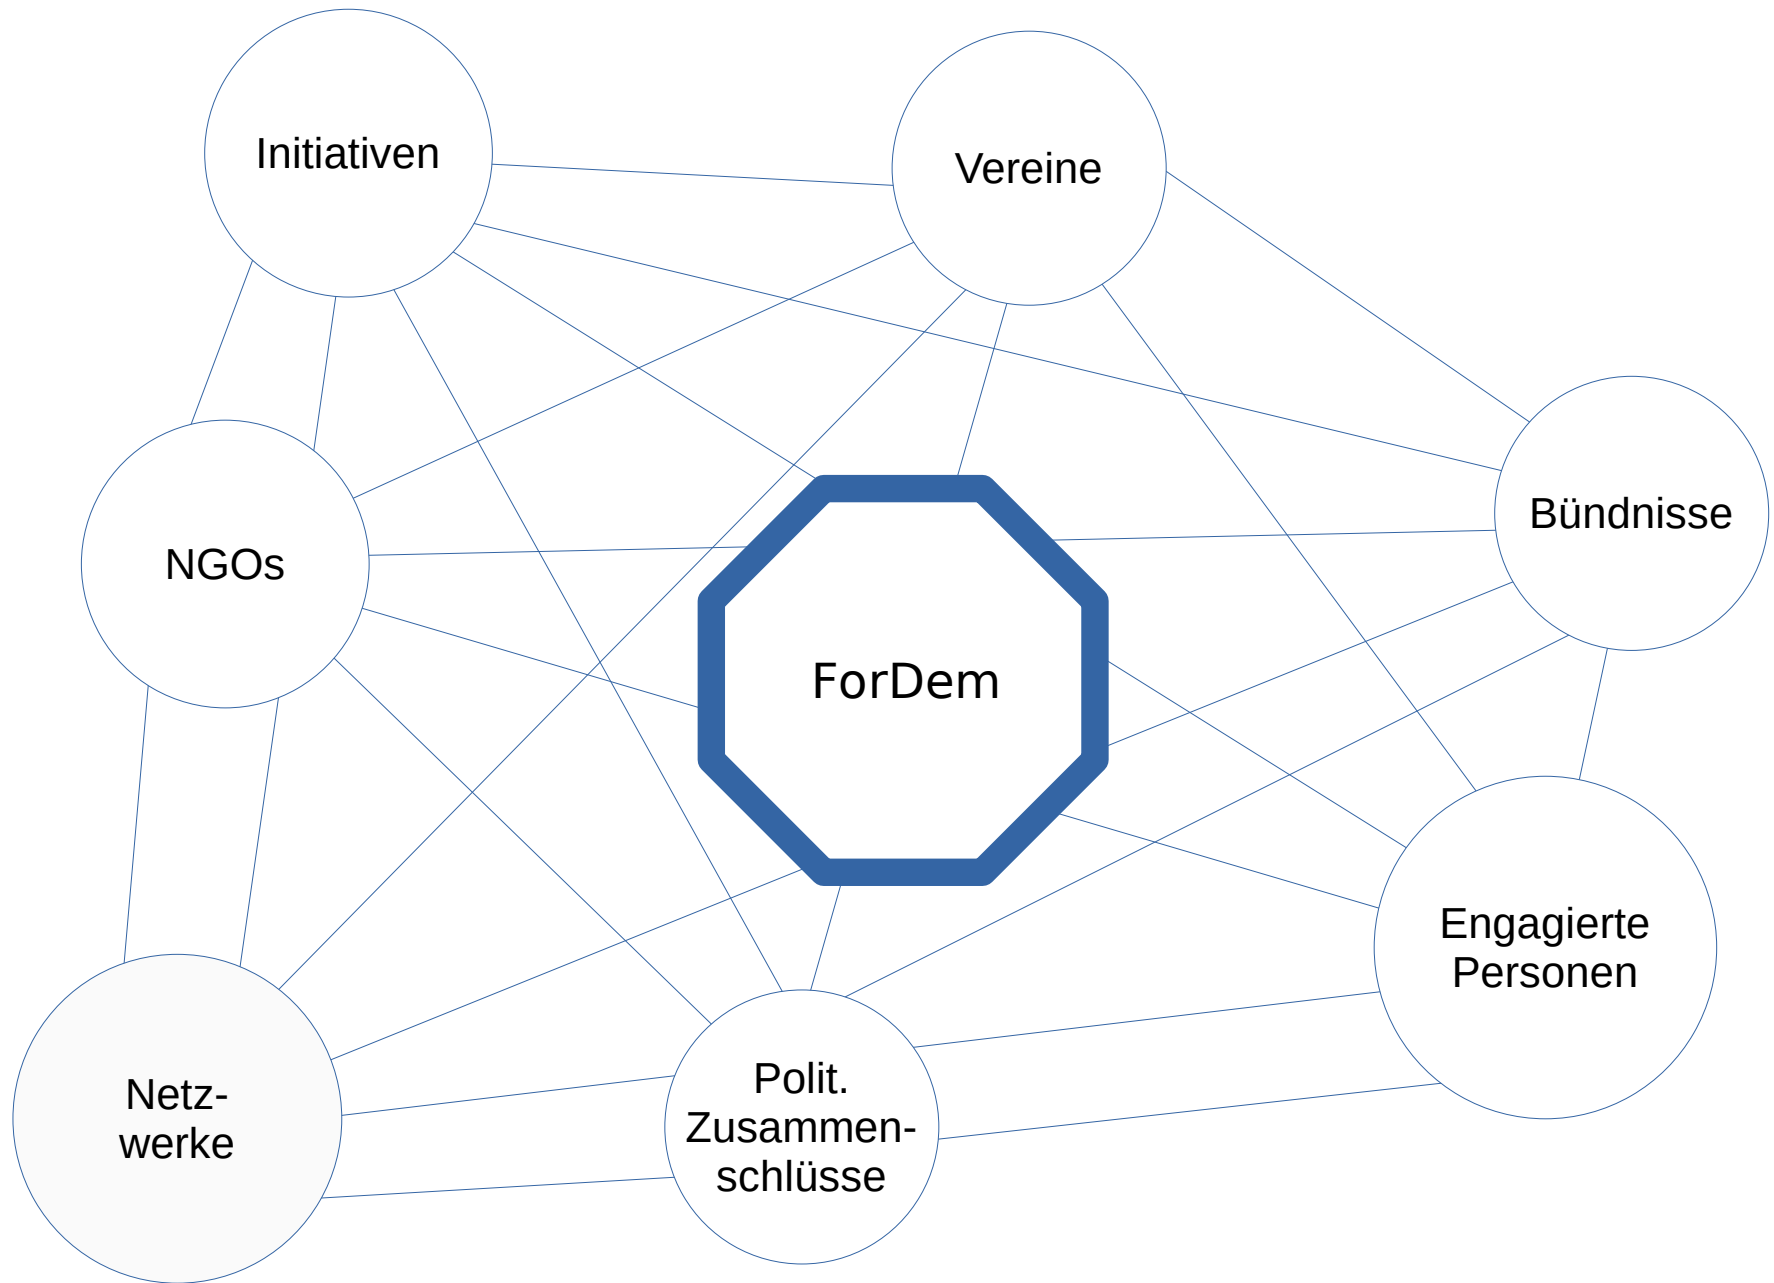 Initiativen
Vereine
Bündnisse
NGOs
ForDem
Engagierte
Personen
Netz-
werke
Polit.
Zusammen-
schlüsse